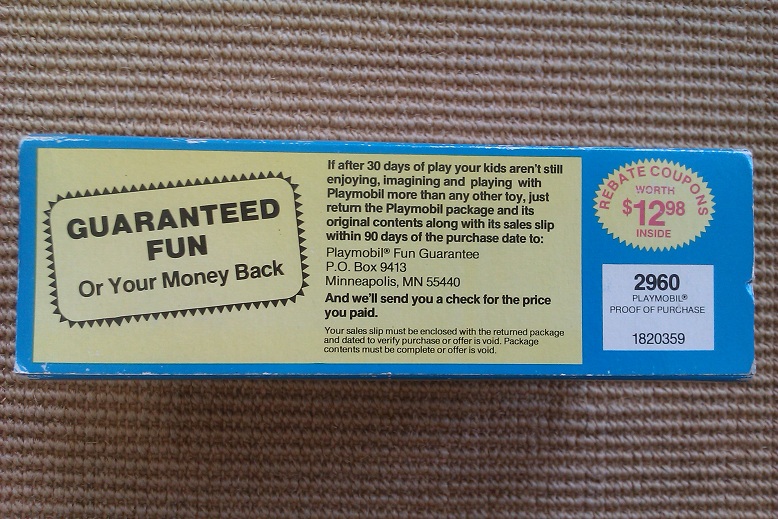 GUARANTEED
FUN
Or Your Money Back
If after 30 days of play your kids aren't still
enjoying, imagining and playing with
Playmobil more than any other toy, just
return the Playmobil package and its
original contents along with its sales slip
within 90 days of the purchase date to:
Playmobil® Fun Guarantee
P.O. Box 9413
Minneapolis, MN 55440
And we'll send you a check for the price
you paid.
Your sales slip must be enclosed with the returned package
and dated to verify purchase or offer is void. Package
contents must be complete or offer is void.
REBATE COUPONS
WORTH
$12 98
INSIDE
2960
PLAYMOBIL®
PROOF OF PURCHASE
1820359